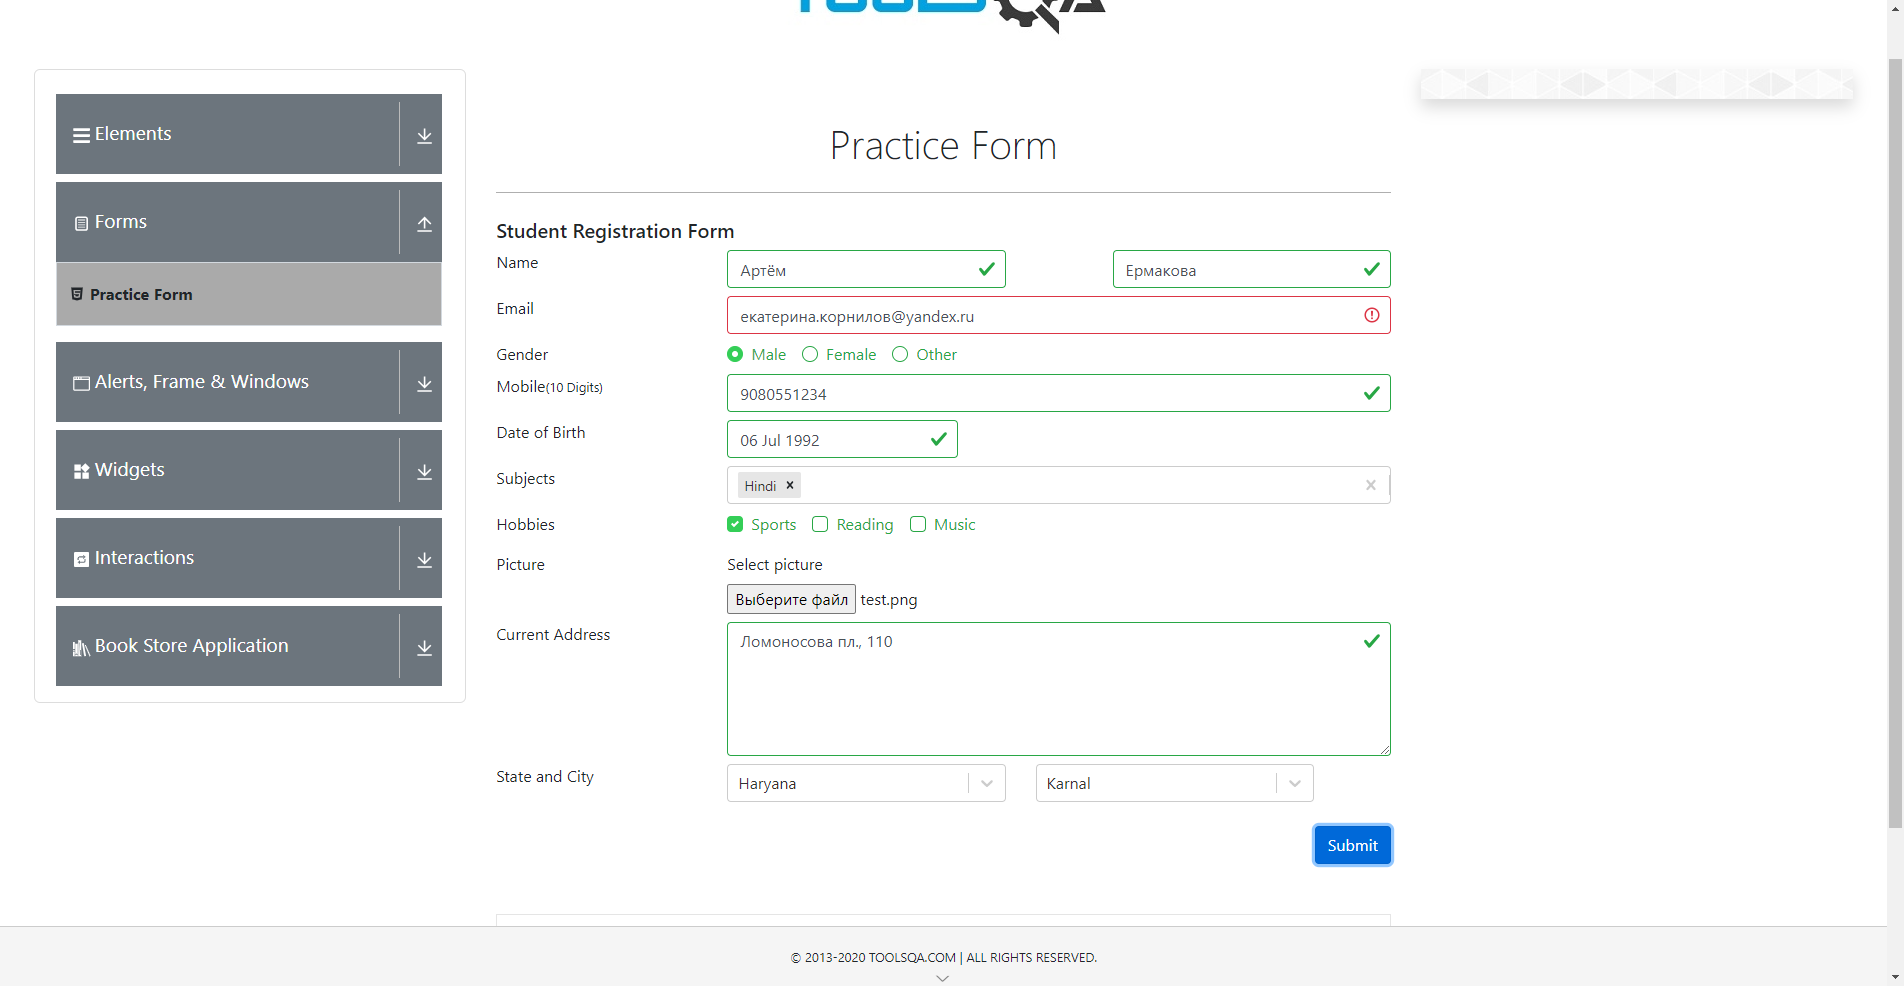 TOOLSQA
Elements
Forms
Practice Form
Alerts, Frame & Windows
Widgets
Interactions
Book Store Application
Practice Form
Student Registration Form
Name
Артём
Ермакова
Email
екатерина.корнилов@yandex.ru
Gender
Male Female Other
Mobile(10 Digits)
9080551234
Date of Birth
06 Jul 1992
Subjects
Hindi
Hobbies
Sports Reading Music
Picture
Select picture
Выберите файл test.png
Current Address
Ломоносова пл., 110
State and City
Haryana
Karnal
Submit
© 2013-2020 TOOLSQA.COM | ALL RIGHTS RESERVED.